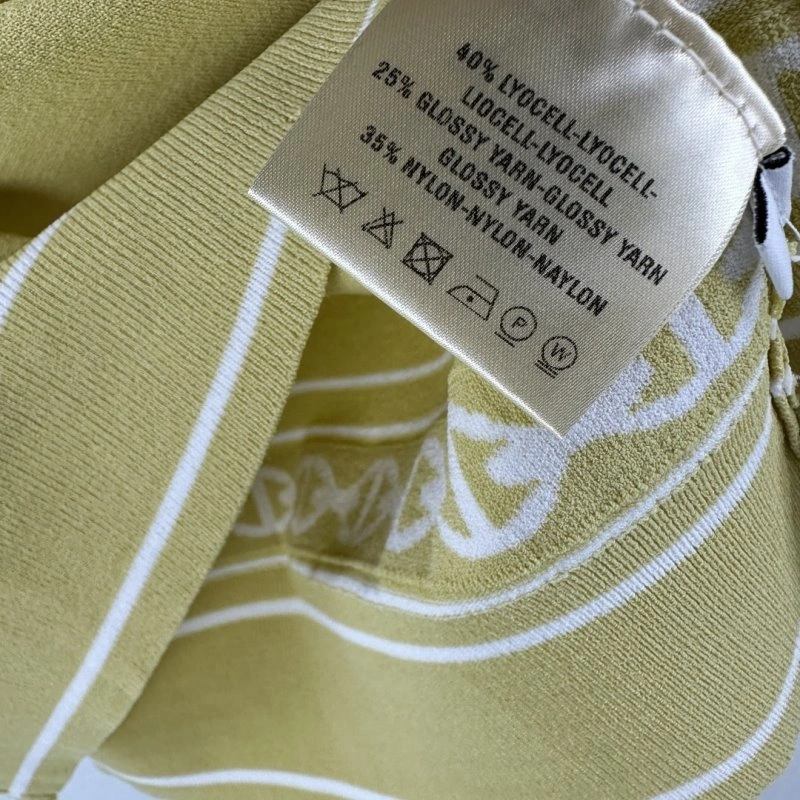 40% LYOCELL-LYOCELL-
LIOCELL-LYOCELL
25% GLOSSY YARN-GLOSSY YARN
GLOSSY YARN
35% NYLON-NYLON-NAYLON
P
W